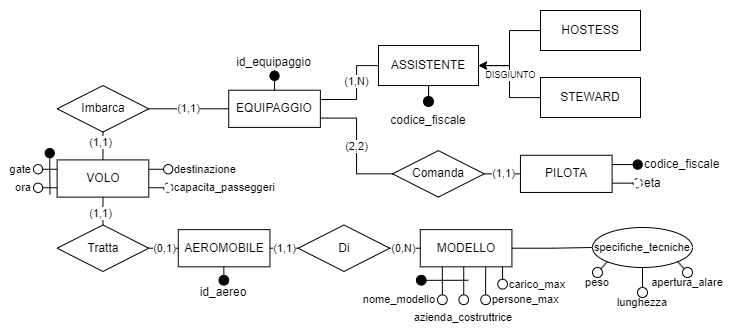 HOSTESS
id_equipaggio
ASSISTENTE
DISGIUNTO
(1,N)
STEWARD
Imbarca
(1,1)
EQUIPAGGIO
codice_fiscale
(1,1)
(2,2)
gate
VOLO
destinazione
Comanda
(1,1)
PILOTA
codice_fiscale
ora
capacita_passeggeri
eta
(1,1)
Tratta
(0,1)
AEROMOBILE
(1,1)
Di
(0,N)
MODELLO
specifiche_tecniche
id_aereo
nome_modello
carico_max
persone_max
azienda_costruttrice
peso
apertura_alare
lunghezza